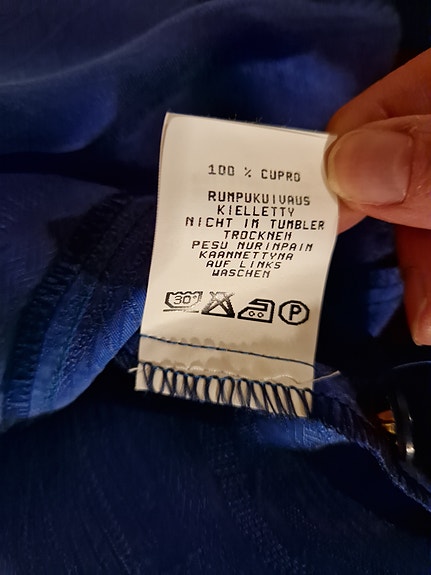 100 % CUPRO
RUMPUKUIVAUS
KIELLETTY
NICHT IM TUMBLER
TROCKNEN
PESU NURINPAIN
KAANNETTYNA
AUF LINKS
WASCHEN
30° P